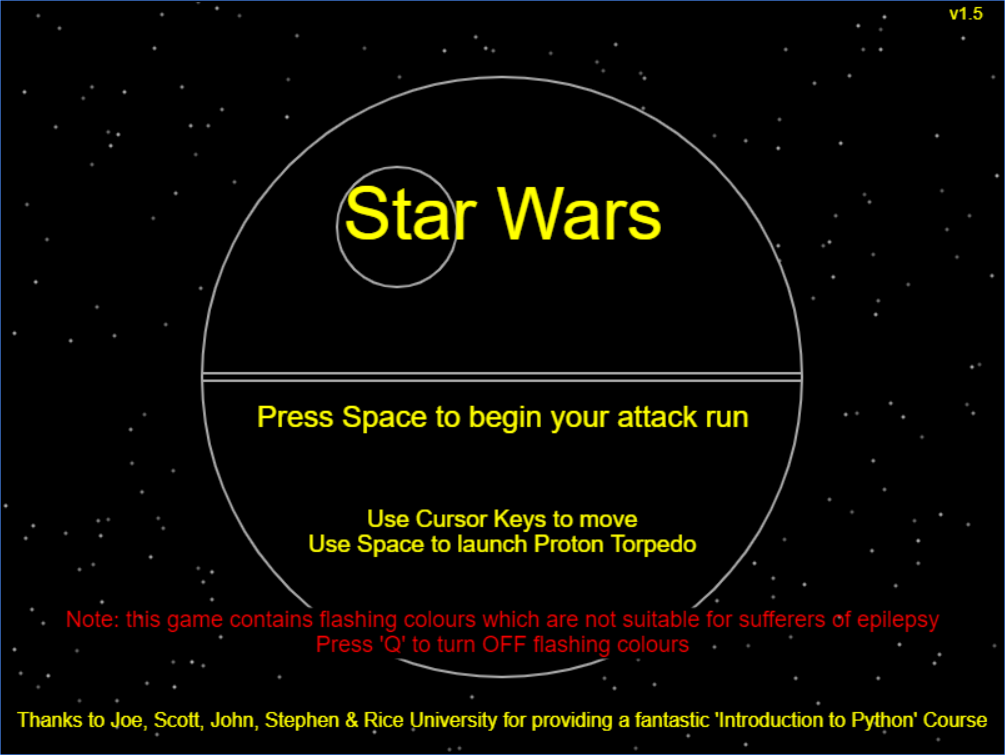 v1.5
Star Wars
Press Space to begin your attack run
Use Cursor Keys to move
Use Space to launch Proton Torpedo
Note: this game contains flashing colours which are not suitable for sufferers of epilepsy
Press 'Q' to turn OFF flashing colours
Thanks to Joe, Scott, John, Stephen & Rice University for providing a fantastic 'Introduction to Python' Course